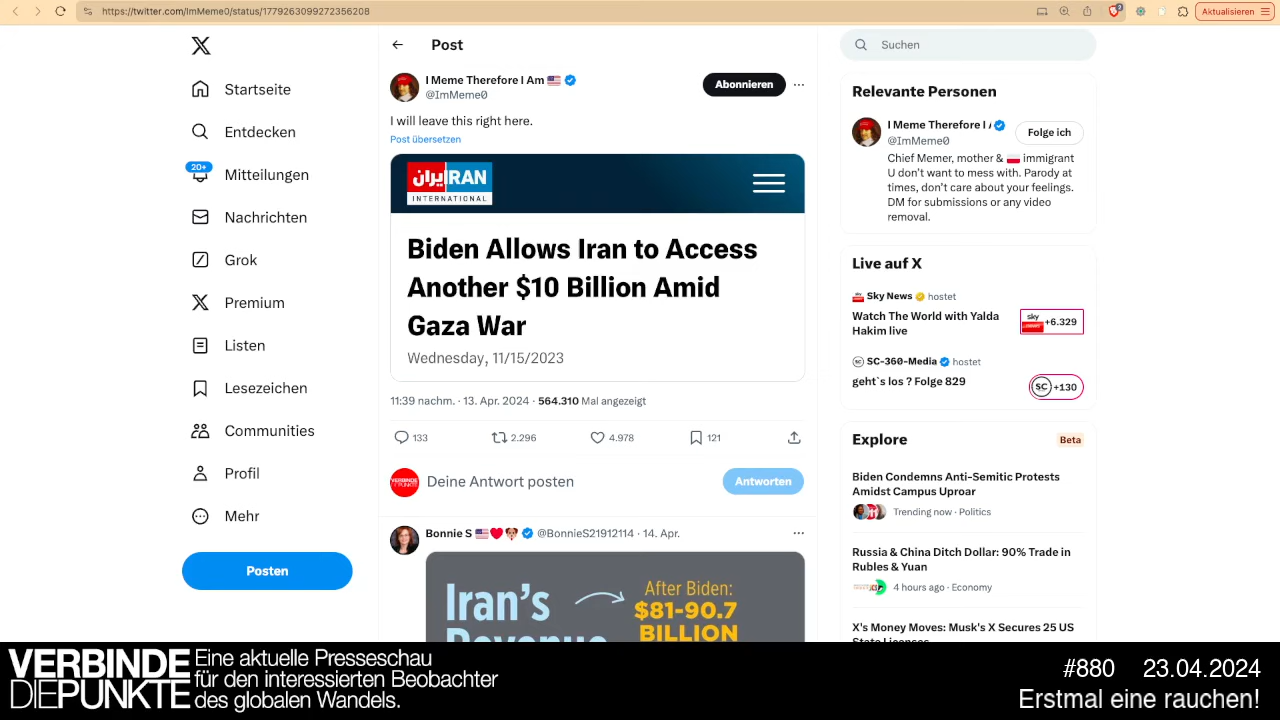 https://twitter.com/ImMeme0/status/1779263099272356208
Aktualisieren
Startseite
Entdecken
20+
Mitteilungen
Nachrichten
Grok
Premium
Listen
Lesezeichen
Communities
Profil
Mehr
Posten
Post
I Meme Therefore I Am
@ImMeme0
Abonnieren
I will leave this right here.
Post übersetzen
ایران IRAN
INTERNATIONAL
Biden Allows Iran to Access
Another $10 Billion Amid
Gaza War
Wednesday, 11/15/2023
11:39 nachm. · 13. Apr. 2024 · 564.310 Mal angezeigt
133 2.296 4.978 121
VERBINDE
DIE PUNKTE
Deine Antwort posten
Antworten
Bonnie S @BonnieS21912114 · 14. Apr.
Iran's
Revenue
After Biden:
$81-90.7
BILLION
Suchen
Relevante Personen
I Meme Therefore I
@ImMeme0
Folge ich
Chief Memer, mother & immigrant
U don't want to mess with. Parody at
times, don't care about your feelings.
DM for submissions or any video
removal.
Live auf X
Sky News hostet
Watch The World with Yalda
Hakim live
sky
+6.329
SC-360-Media hostet
geht`s los ? Folge 829
SC +130
Explore
Beta
Biden Condemns Anti-Semitic Protests
Amidst Campus Uproar
Trending now · Politics
Russia & China Ditch Dollar: 90% Trade in
Rubles & Yuan
4 hours ago · Economy
X's Money Moves: Musk's X Secures 25 US
State Licenses
VERBINDE
DIEPUNKTE
Eine aktuelle Presseschau
für den interessierten Beobachter
des globalen Wandels.
#880 23.04.2024
Erstmal eine rauchen!